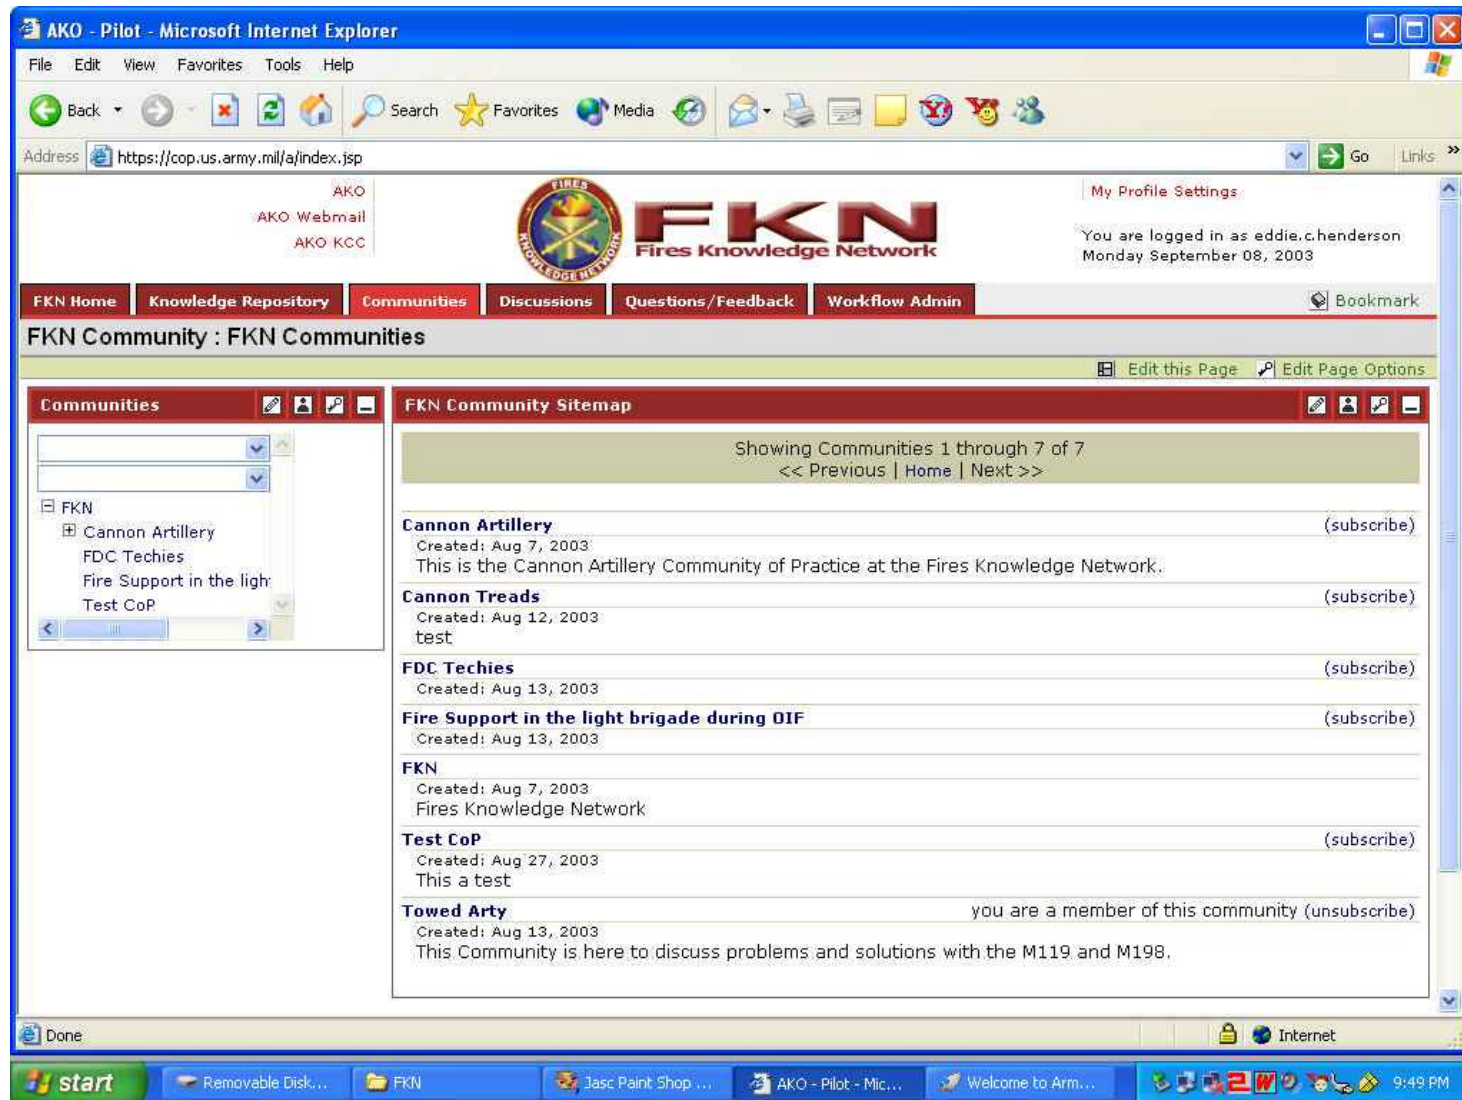 AKO - Pilot - Microsoft Internet Explorer
File Edit View Favorites Tools Help
Back Search Favorites Media
Address https://cop.us.army.mil/a/index.jsp Go Links »
AKO
AKO Webmail
AKO KCC
FIRES
KNOWLEDGE NETWORK
FKN
Fires Knowledge Network
My Profile Settings
You are logged in as eddie.c.henderson
Monday September 08, 2003
FKN Home Knowledge Repository Communities Discussions Questions/Feedback Workflow Admin Bookmark
FKN Community : FKN Communities
Edit this Page Edit Page Options
Communities
FKN
Cannon Artillery
FDC Techies
Fire Support in the ligh
Test CoP
FKN Community Sitemap
Showing Communities 1 through 7 of 7
<< Previous | Home | Next >>
Cannon Artillery (subscribe)
Created: Aug 7, 2003
This is the Cannon Artillery Community of Practice at the Fires Knowledge Network.
Cannon Treads (subscribe)
Created: Aug 12, 2003
test
FDC Techies (subscribe)
Created: Aug 13, 2003
Fire Support in the light brigade during OIF (subscribe)
Created: Aug 13, 2003
FKN
Created: Aug 7, 2003
Fires Knowledge Network
Test CoP (subscribe)
Created: Aug 27, 2003
This a test
Towed Arty you are a member of this community (unsubscribe)
Created: Aug 13, 2003
This Community is here to discuss problems and solutions with the M119 and M198.
Done Internet
start Removable Disk... FKN Jasc Paint Shop ... AKO - Pilot - Mic... Welcome to Arm... 9:49 PM